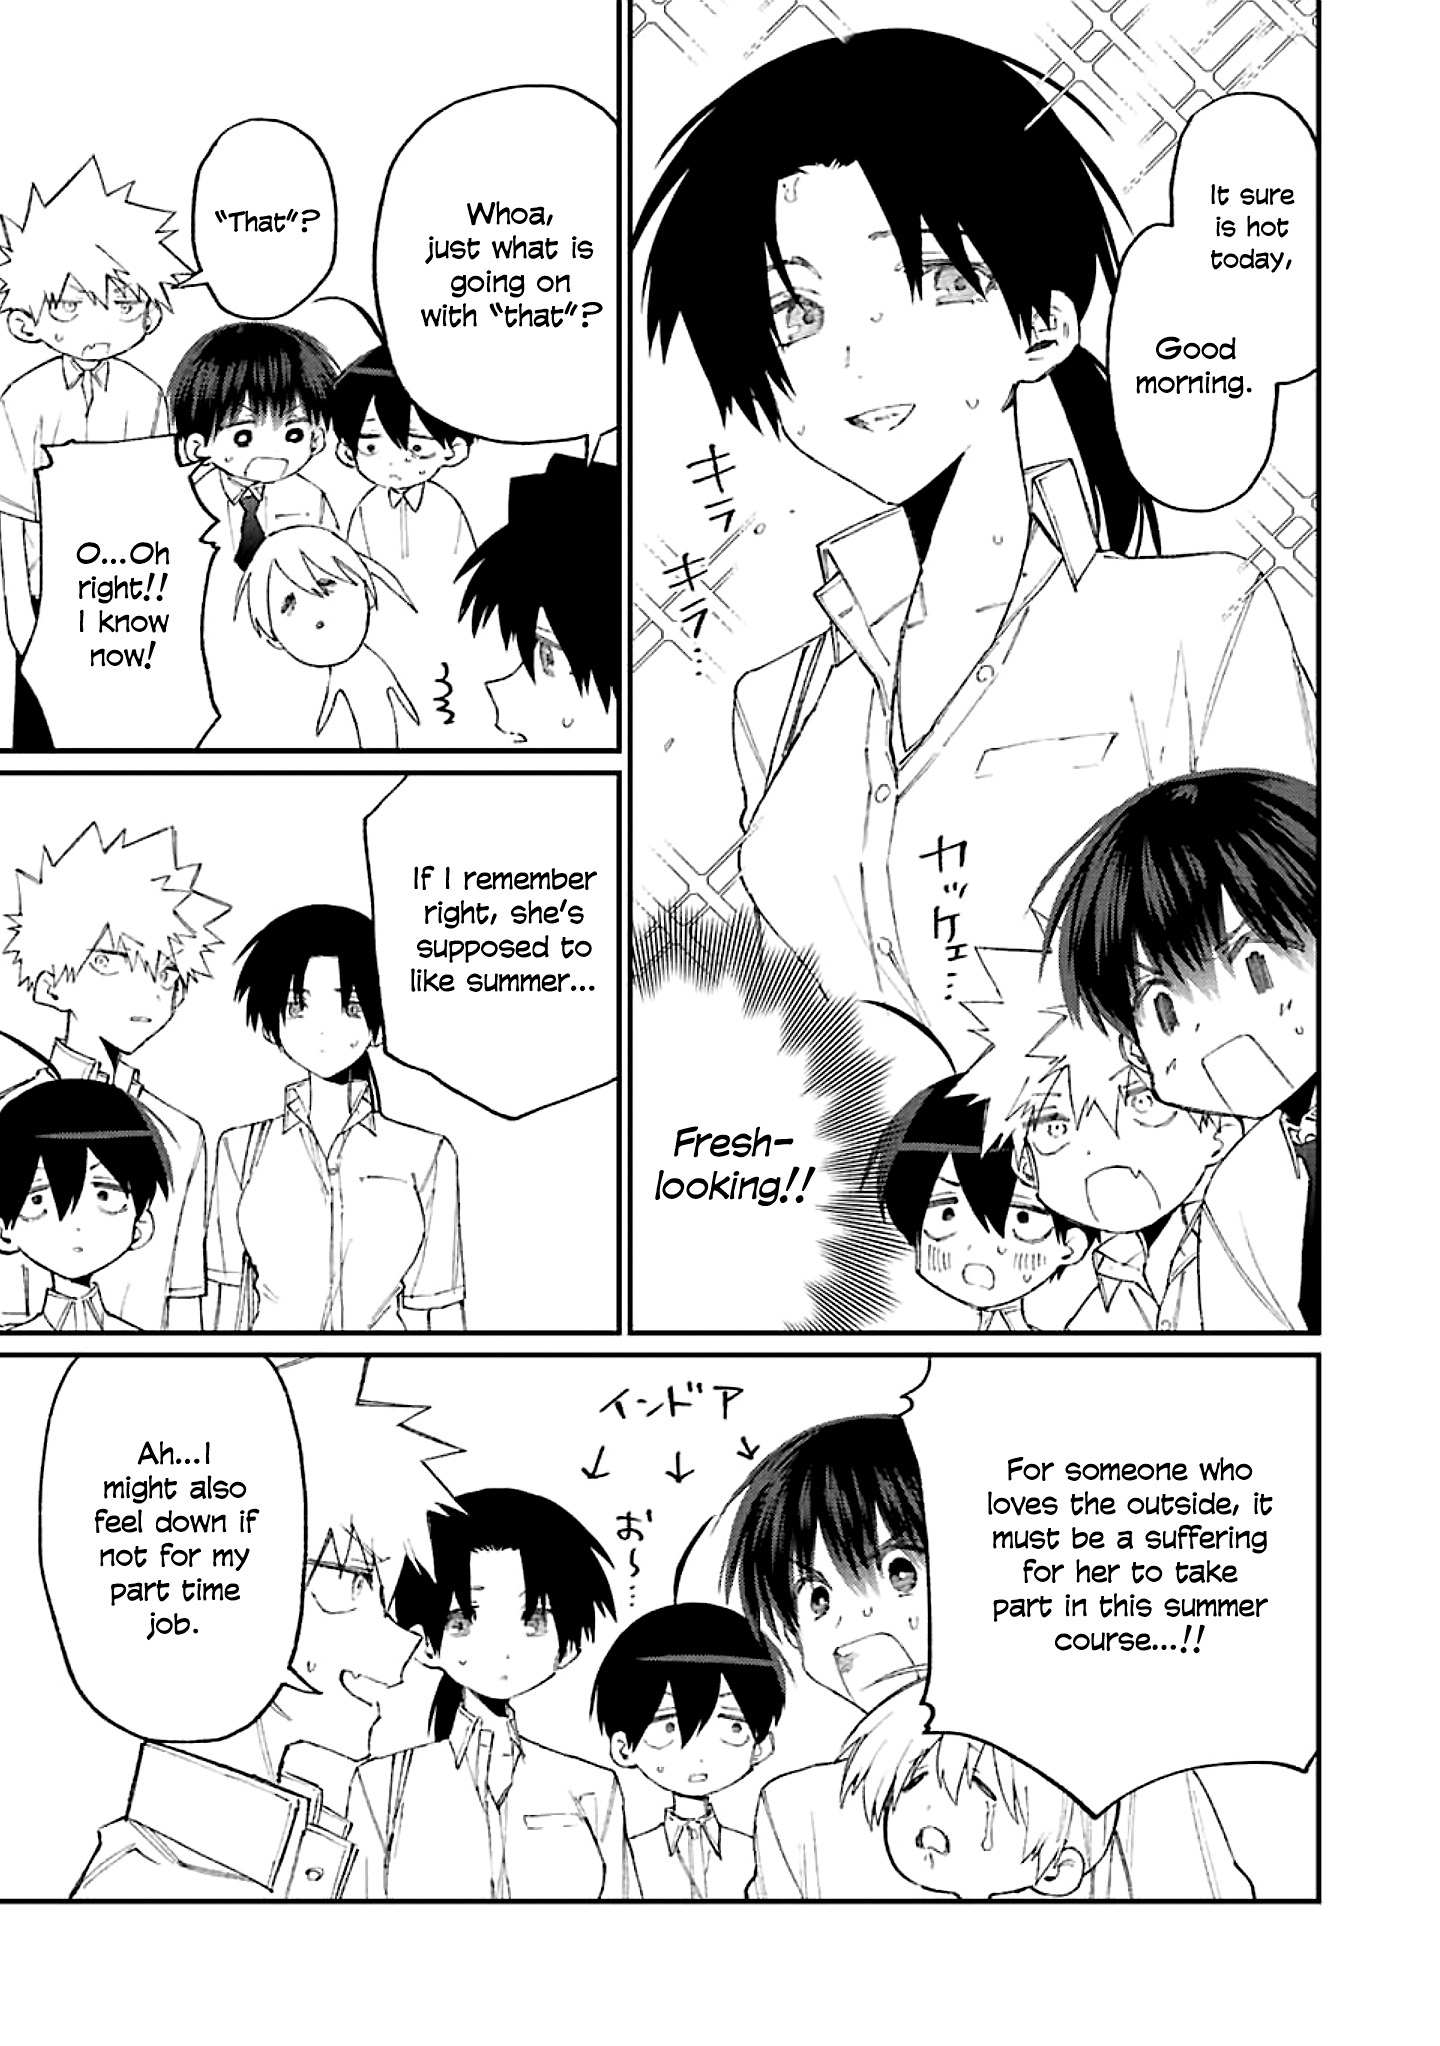 It sure
is hot
today,
Good
morning.
キラ
キラ…
カッケェ…
Fresh-
looking!!
Whoa,
just what is
going on
with "that"?
"That"?
O...Oh
right!!
I know
now!
If I remember
right, she's
supposed to
like summer...
For someone who
loves the outside, it
must be a suffering
for her to take
part in this summer
course...!!
インドア
お～…
Ah...I
might also
feel down if
not for my
part time
job.